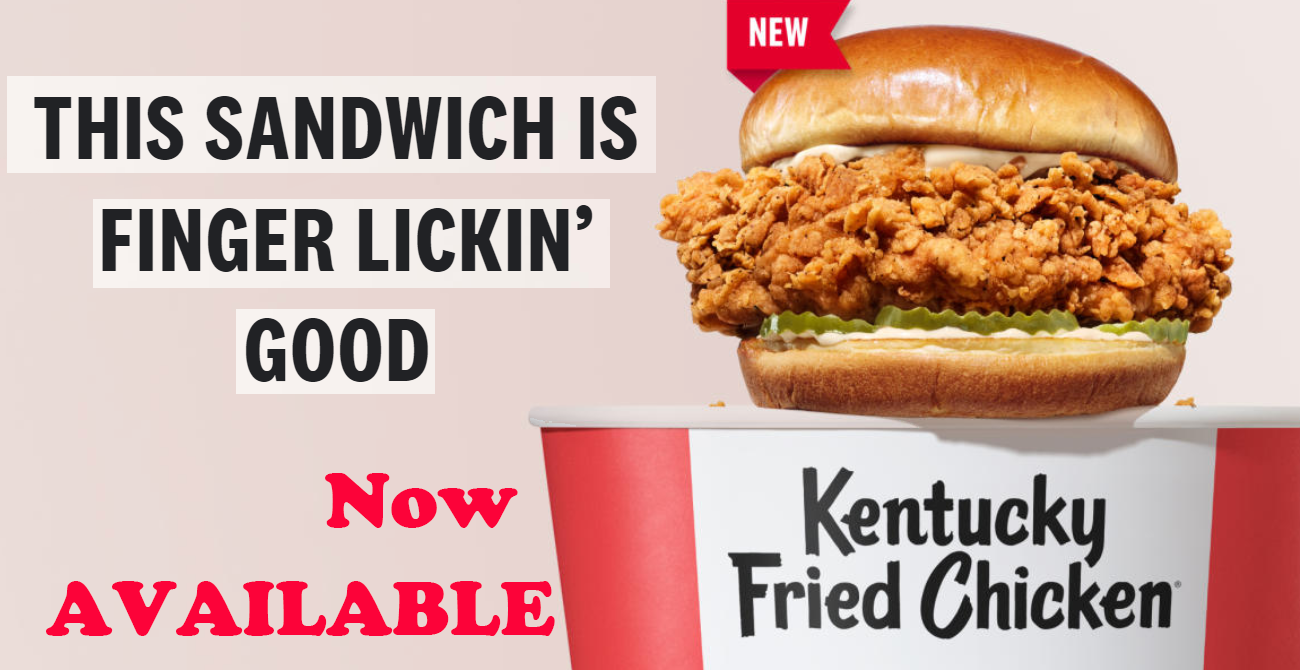 NEW
THIS SANDWICH IS
FINGER LICKIN’
GOOD
Now
AVAILABLE
Kentucky
Fried Chicken®